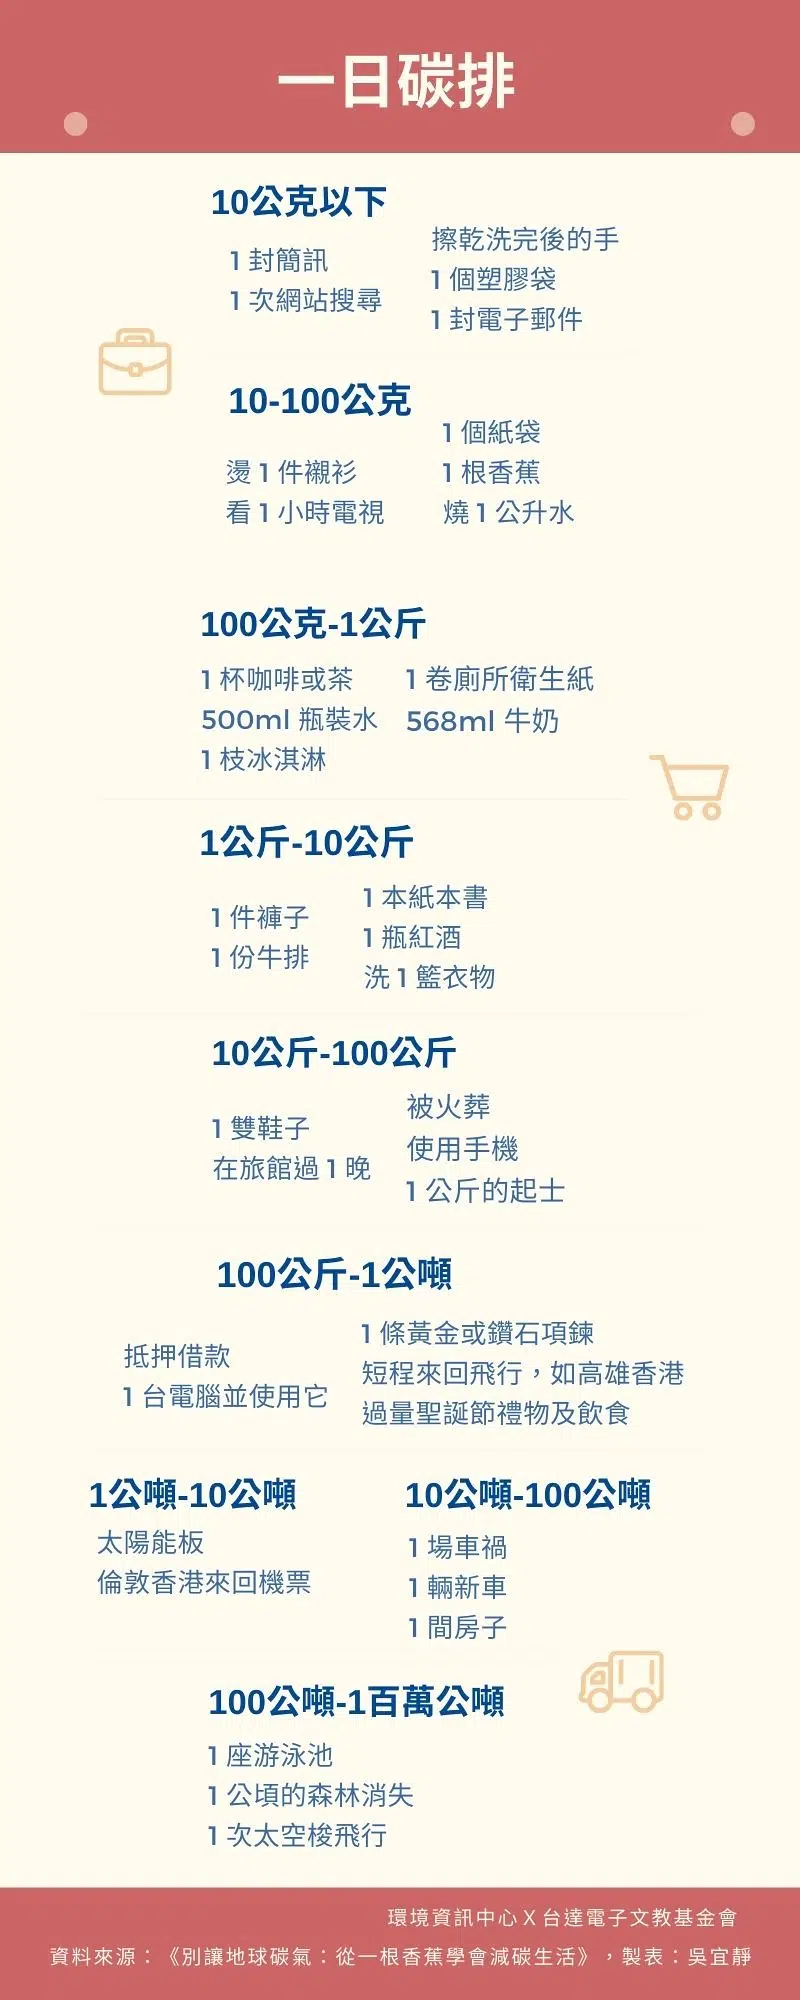 一日碳排
10公克以下
1 封簡訊
1 次網站搜尋
擦乾洗完後的手
1 個塑膠袋
1 封電子郵件
10-100公克
燙 1 件襯衫
看 1 小時電視
1 個紙袋
1 根香蕉
燒 1 公升水
100公克-1公斤
1 杯咖啡或茶
500ml 瓶裝水
1 枝冰淇淋
1 卷廁所衛生紙
568ml 牛奶
1公斤-10公斤
1 件褲子
1 份牛排
1 本紙本書
1 瓶紅酒
洗 1 籃衣物
10公斤-100公斤
1 雙鞋子
在旅館過 1 晚
被火葬
使用手機
1 公斤的起士
100公斤-1公噸
抵押借款
1 台電腦並使用它
1 條黃金或鑽石項鍊
短程來回飛行，如高雄香港
過量聖誕節禮物及飲食
1公噸-10公噸
太陽能板
倫敦香港來回機票
10公噸-100公噸
1 場車禍
1 輛新車
1 間房子
100公噸-1百萬公噸
1 座游泳池
1 公頃的森林消失
1 次太空梭飛行
環境資訊中心 X 台達電子文教基金會
資料來源：《別讓地球碳氣：從一根香蕉學會減碳生活》，製表：吳宜靜